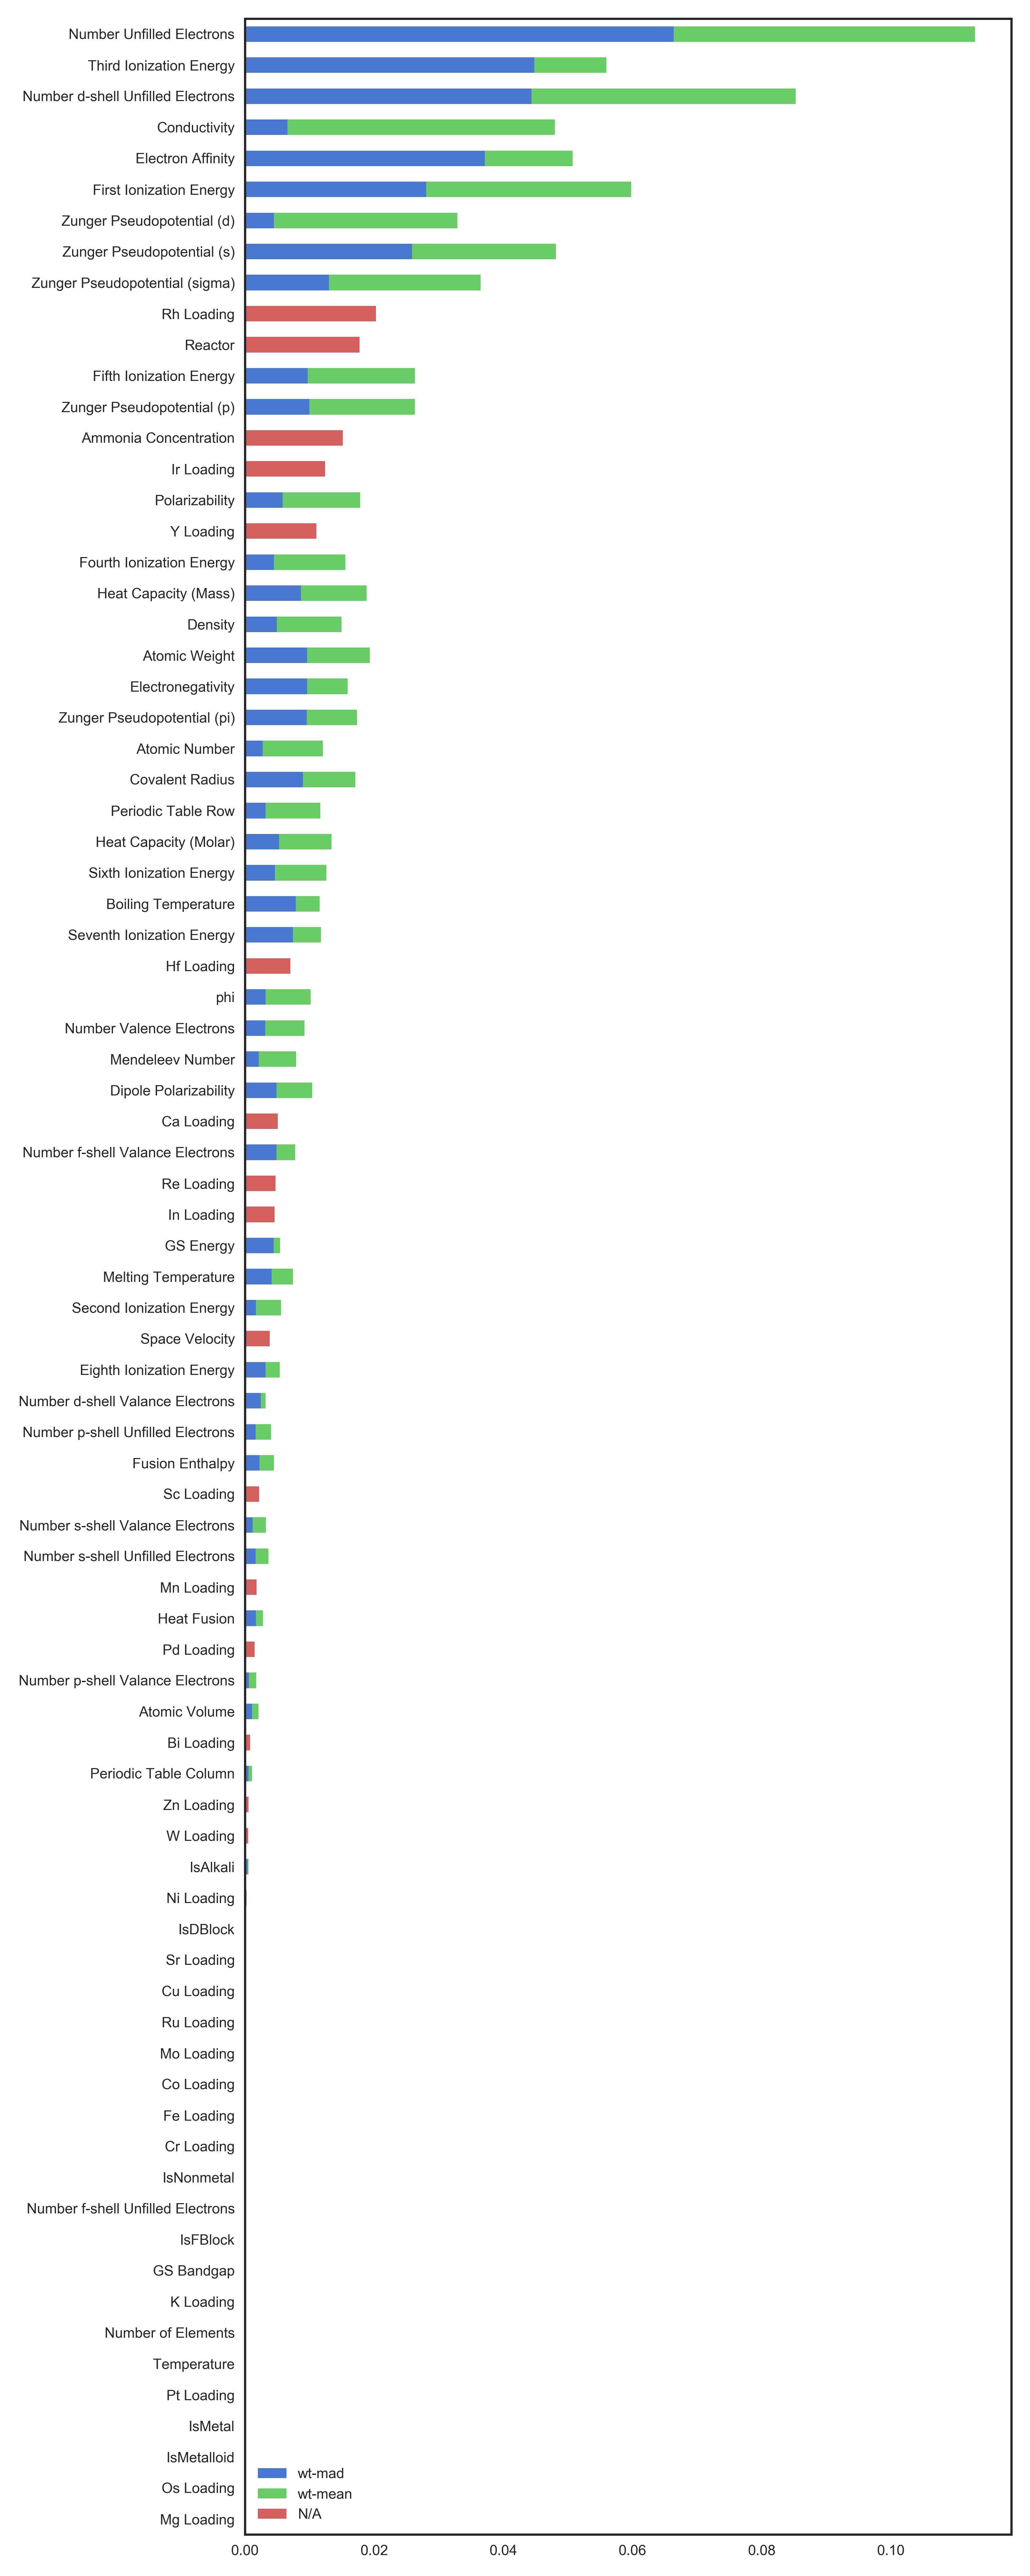 Number Unfilled Electrons
Third Ionization Energy
Number d-shell Unfilled Electrons
Conductivity
Electron Affinity
First Ionization Energy
Zunger Pseudopotential (d)
Zunger Pseudopotential (s)
Zunger Pseudopotential (sigma)
Rh Loading
Reactor
Fifth Ionization Energy
Zunger Pseudopotential (p)
Ammonia Concentration
Ir Loading
Polarizability
Y Loading
Fourth Ionization Energy
Heat Capacity (Mass)
Density
Atomic Weight
Electronegativity
Zunger Pseudopotential (pi)
Atomic Number
Covalent Radius
Periodic Table Row
Heat Capacity (Molar)
Sixth Ionization Energy
Boiling Temperature
Seventh Ionization Energy
Hf Loading
phi
Number Valence Electrons
Mendeleev Number
Dipole Polarizability
Ca Loading
Number f-shell Valance Electrons
Re Loading
In Loading
GS Energy
Melting Temperature
Second Ionization Energy
Space Velocity
Eighth Ionization Energy
Number d-shell Valance Electrons
Number p-shell Unfilled Electrons
Fusion Enthalpy
Sc Loading
Number s-shell Valance Electrons
Number s-shell Unfilled Electrons
Mn Loading
Heat Fusion
Pd Loading
Number p-shell Valance Electrons
Atomic Volume
Bi Loading
Periodic Table Column
Zn Loading
W Loading
IsAlkali
Ni Loading
IsDBlock
Sr Loading
Cu Loading
Ru Loading
Mo Loading
Co Loading
Fe Loading
Cr Loading
IsNonmetal
Number f-shell Unfilled Electrons
IsFBlock
GS Bandgap
K Loading
Number of Elements
Temperature
Pt Loading
IsMetal
IsMetalloid
Os Loading
Mg Loading
wt-mad
wt-mean
N/A
0.00 0.02 0.04 0.06 0.08 0.10